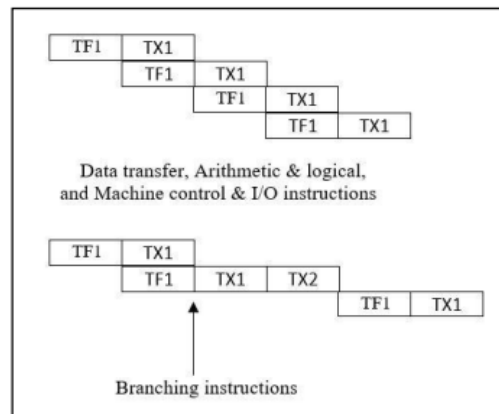 TF1 TX1
TF1 TX1
TF1 TX1
TF1 TX1
Data transfer, Arithmetic & logical,
and Machine control & I/O instructions
TF1 TX1
TF1 TX1 TX2
TF1 TX1
Branching instructions